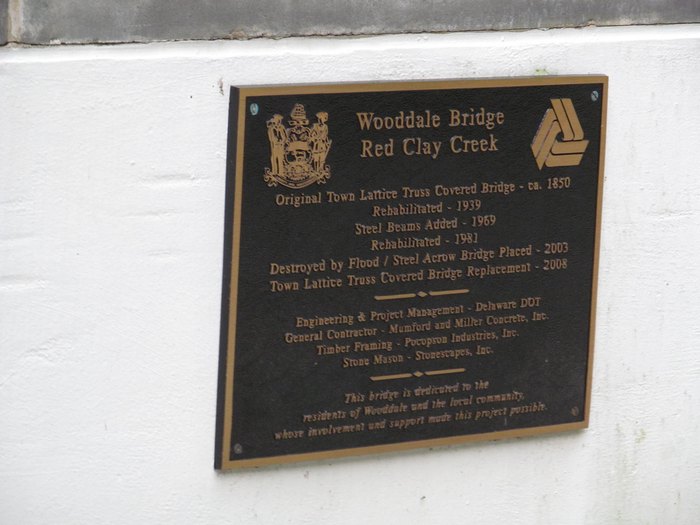 Wooddale Bridge
Red Clay Creek
Original Town Lattice Truss Covered Bridge - ca. 1850
Rehabilitated - 1939
Steel Beams Added - 1969
Rehabilitated - 1981
Destroyed by Flood / Steel Acrow Bridge Placed - 2003
Town Lattice Truss Covered Bridge Replacement - 2008
Engineering & Project Management - Delaware DOT
General Contractor - Mumford and Miller Concrete, Inc.
Timber Framing - Pocopson Industries, Inc.
Stone Mason - Stonescapes, Inc.
This bridge is dedicated to the
residents of Wooddale and the local community,
whose involvement and support made this project possible.